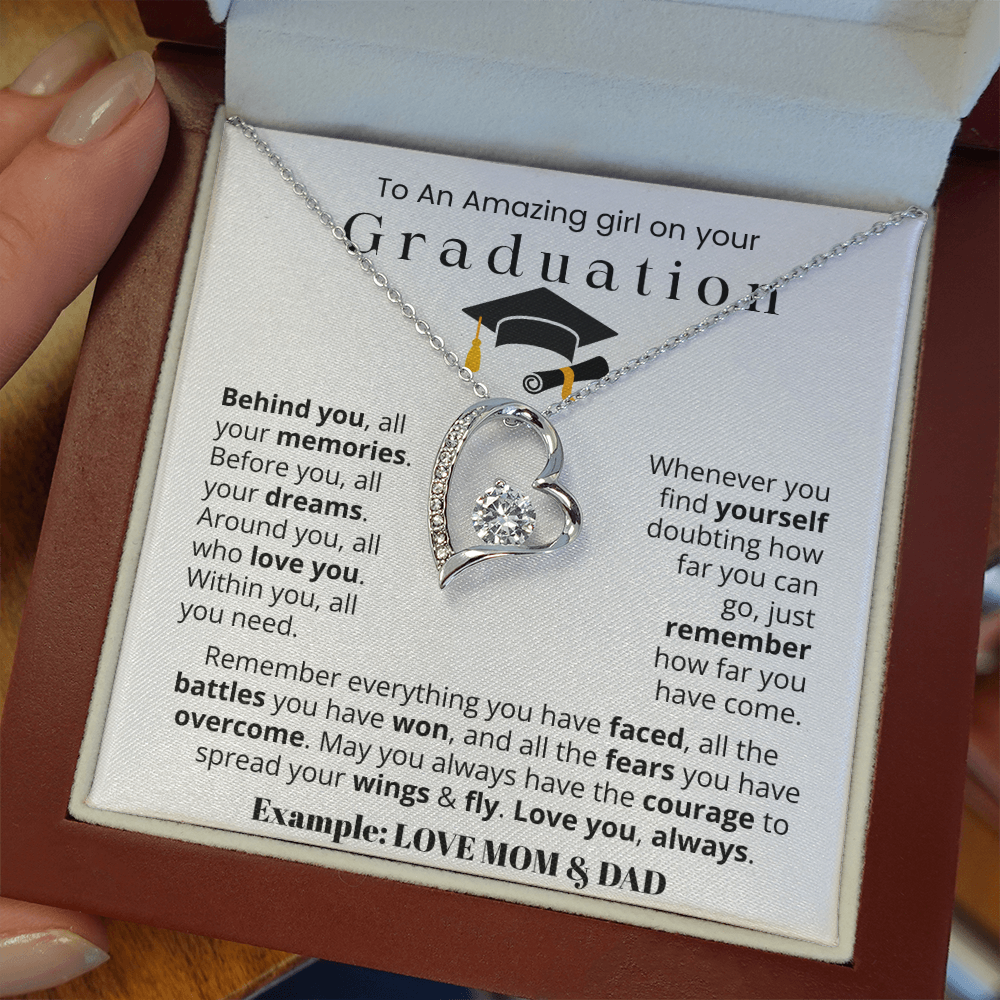 To An Amazing girl on your
Graduation
Behind you, all
your memories.
Before you, all
your dreams.
Around you, all
who love you.
Within you, all
you need.
Whenever you
find yourself
doubting how
far you can
go, just
remember
how far you
have come.
Remember everything you have faced, all the
battles you have won, and all the fears you have
overcome. May you always have the courage to
spread your wings & fly. Love you, always.
Example: LOVE MOM & DAD